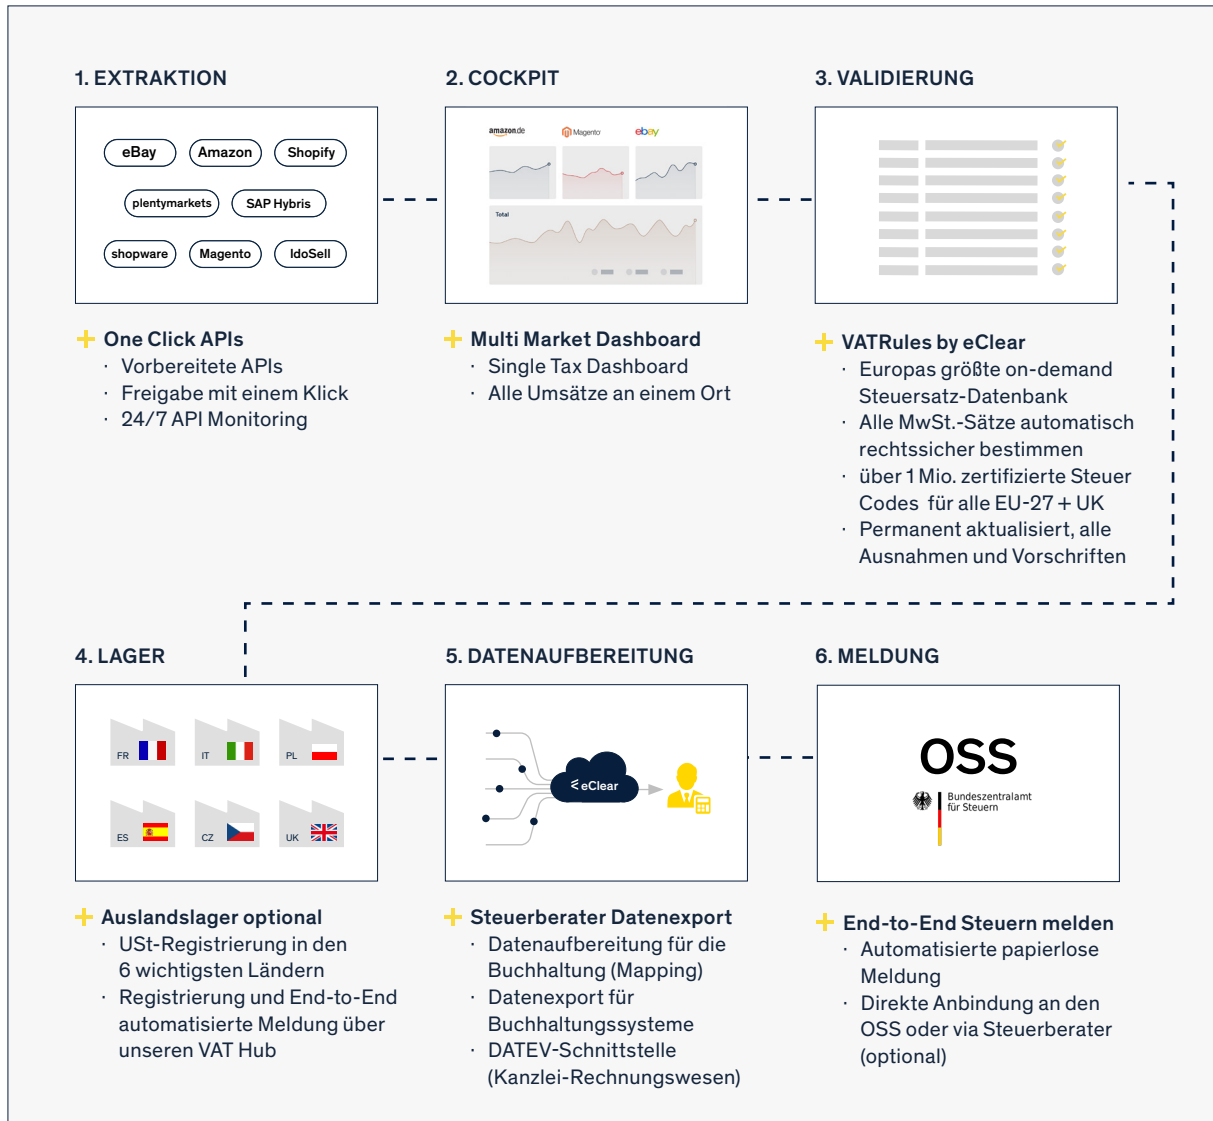 1. EXTRAKTION
eBay
Amazon
Shopify
plentymarkets
SAP Hybris
shopware
Magento
IdoSell
One Click APIs
· Vorbereitete APIs
· Freigabe mit einem Klick
· 24/7 API Monitoring
2. COCKPIT
amazon.de
Magento
ebay
Total
Multi Market Dashboard
· Single Tax Dashboard
· Alle Umsätze an einem Ort
3. VALIDIERUNG
VATRules by eClear
· Europas größte on-demand
Steuersatz-Datenbank
· Alle MwSt.-Sätze automatisch
rechtssicher bestimmen
· über 1 Mio. zertifizierte Steuer
Codes für alle EU-27 + UK
· Permanent aktualisiert, alle
Ausnahmen und Vorschriften
4. LAGER
FR
IT
PL
ES
CZ
UK
Auslandslager optional
· USt-Registrierung in den
6 wichtigsten Ländern
· Registrierung und End-to-End
automatisierte Meldung über
unseren VAT Hub
5. DATENAUFBEREITUNG
eClear
Steuerberater Datenexport
· Datenaufbereitung für die
Buchhaltung (Mapping)
· Datenexport für
Buchhaltungssysteme
· DATEV-Schnittstelle
(Kanzlei-Rechnungswesen)
6. MELDUNG
OSS
Bundeszentralamt
für Steuern
End-to-End Steuern melden
· Automatisierte papierlose
Meldung
· Direkte Anbindung an den
OSS oder via Steuerberater
(optional)